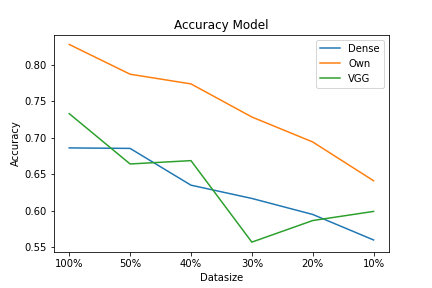 Accuracy Model
Dense
Own
VGG
Accuracy
0.80
0.75
0.70
0.65
0.60
0.55
100% 50% 40% 30% 20% 10%
Datasize